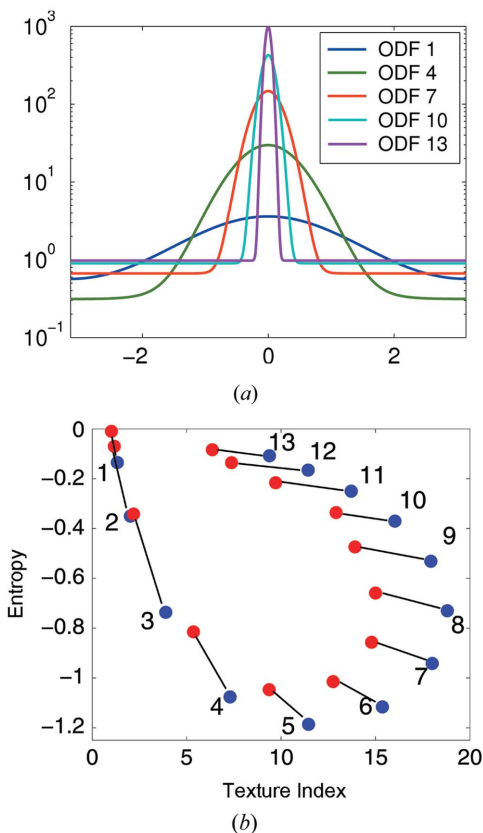 10^3
10^2
10^1
10^0
10^-1
ODF 1
ODF 4
ODF 7
ODF 10
ODF 13
−2 0 2
(a)
0
−0.2
−0.4
−0.6
−0.8
−1
−1.2
Entropy
1
2
3
4
5
6
7
8
9
10
11
12
13
0 5 10 15 20
Texture Index
(b)